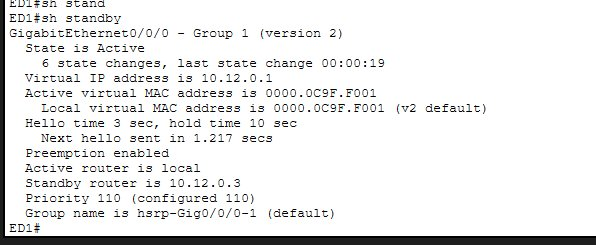 ED1#sh stand
ED1#sh standby
GigabitEthernet0/0/0 - Group 1 (version 2)
State is Active
6 state changes, last state change 00:00:19
Virtual IP address is 10.12.0.1
Active virtual MAC address is 0000.0C9F.F001
Local virtual MAC address is 0000.0C9F.F001 (v2 default)
Hello time 3 sec, hold time 10 sec
Next hello sent in 1.217 secs
Preemption enabled
Active router is local
Standby router is 10.12.0.3
Priority 110 (configured 110)
Group name is hsrp-Gig0/0/0-1 (default)
ED1#